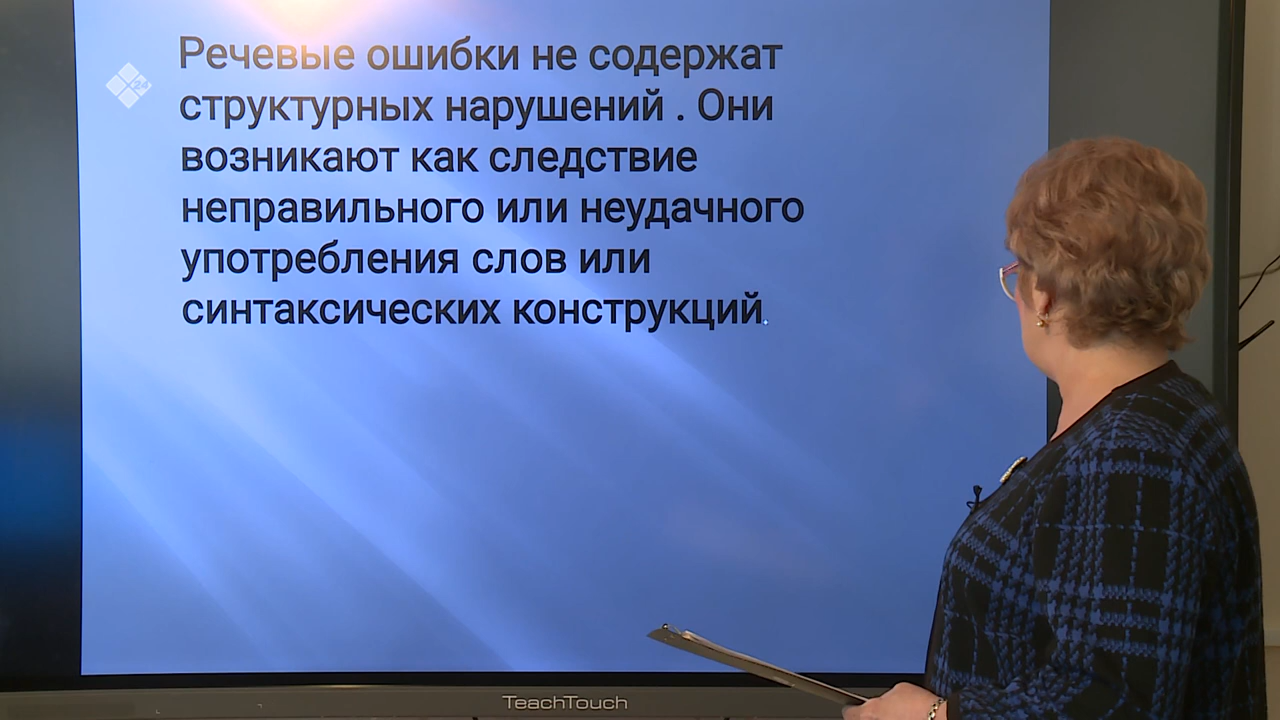 Речевые ошибки не содержат
структурных нарушений . Они
возникают как следствие
неправильного или неудачного
употребления слов или
синтаксических конструкций.
х24
TeachTouch